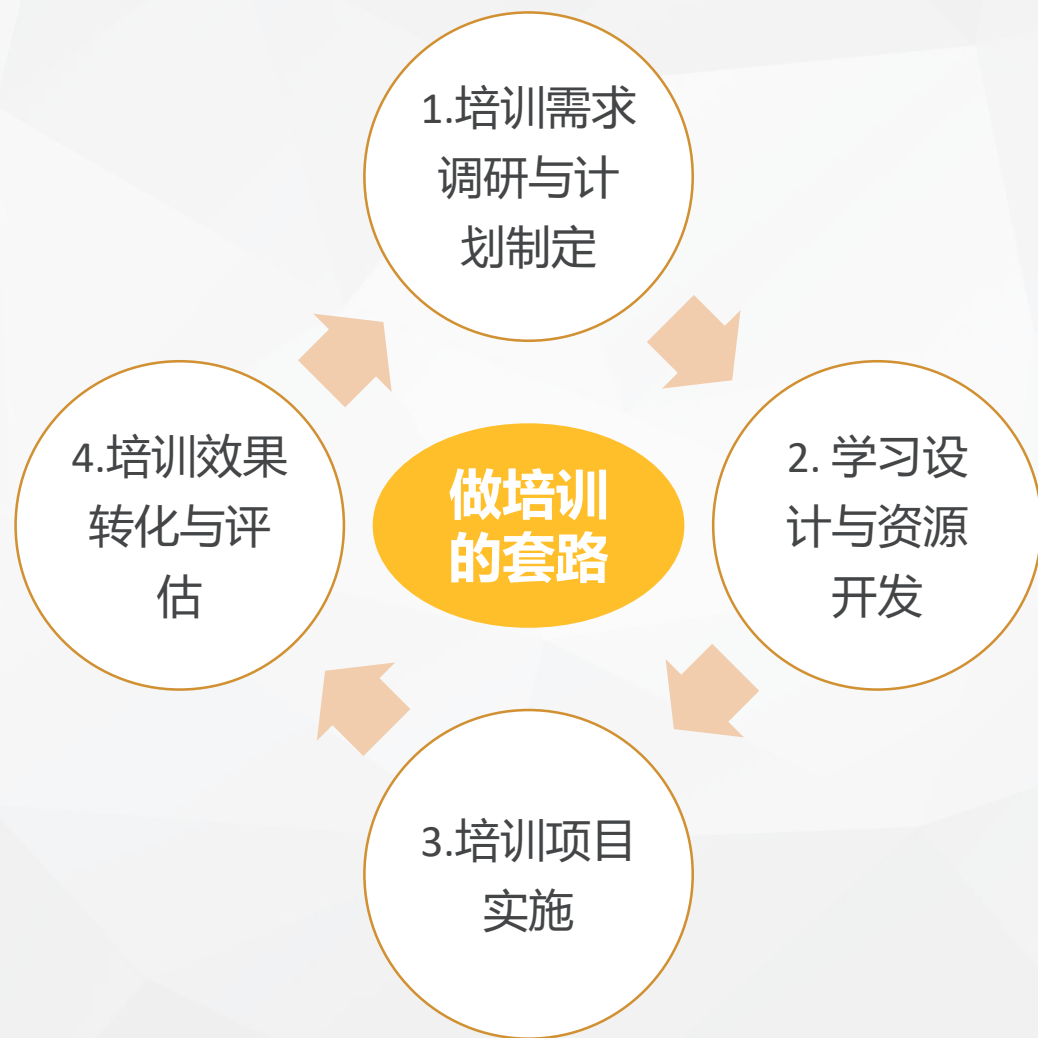 1.培训需求
调研与计
划制定
2. 学习设
计与资源
开发
3.培训项目
实施
4.培训效果
转化与评
估
做培训
的套路